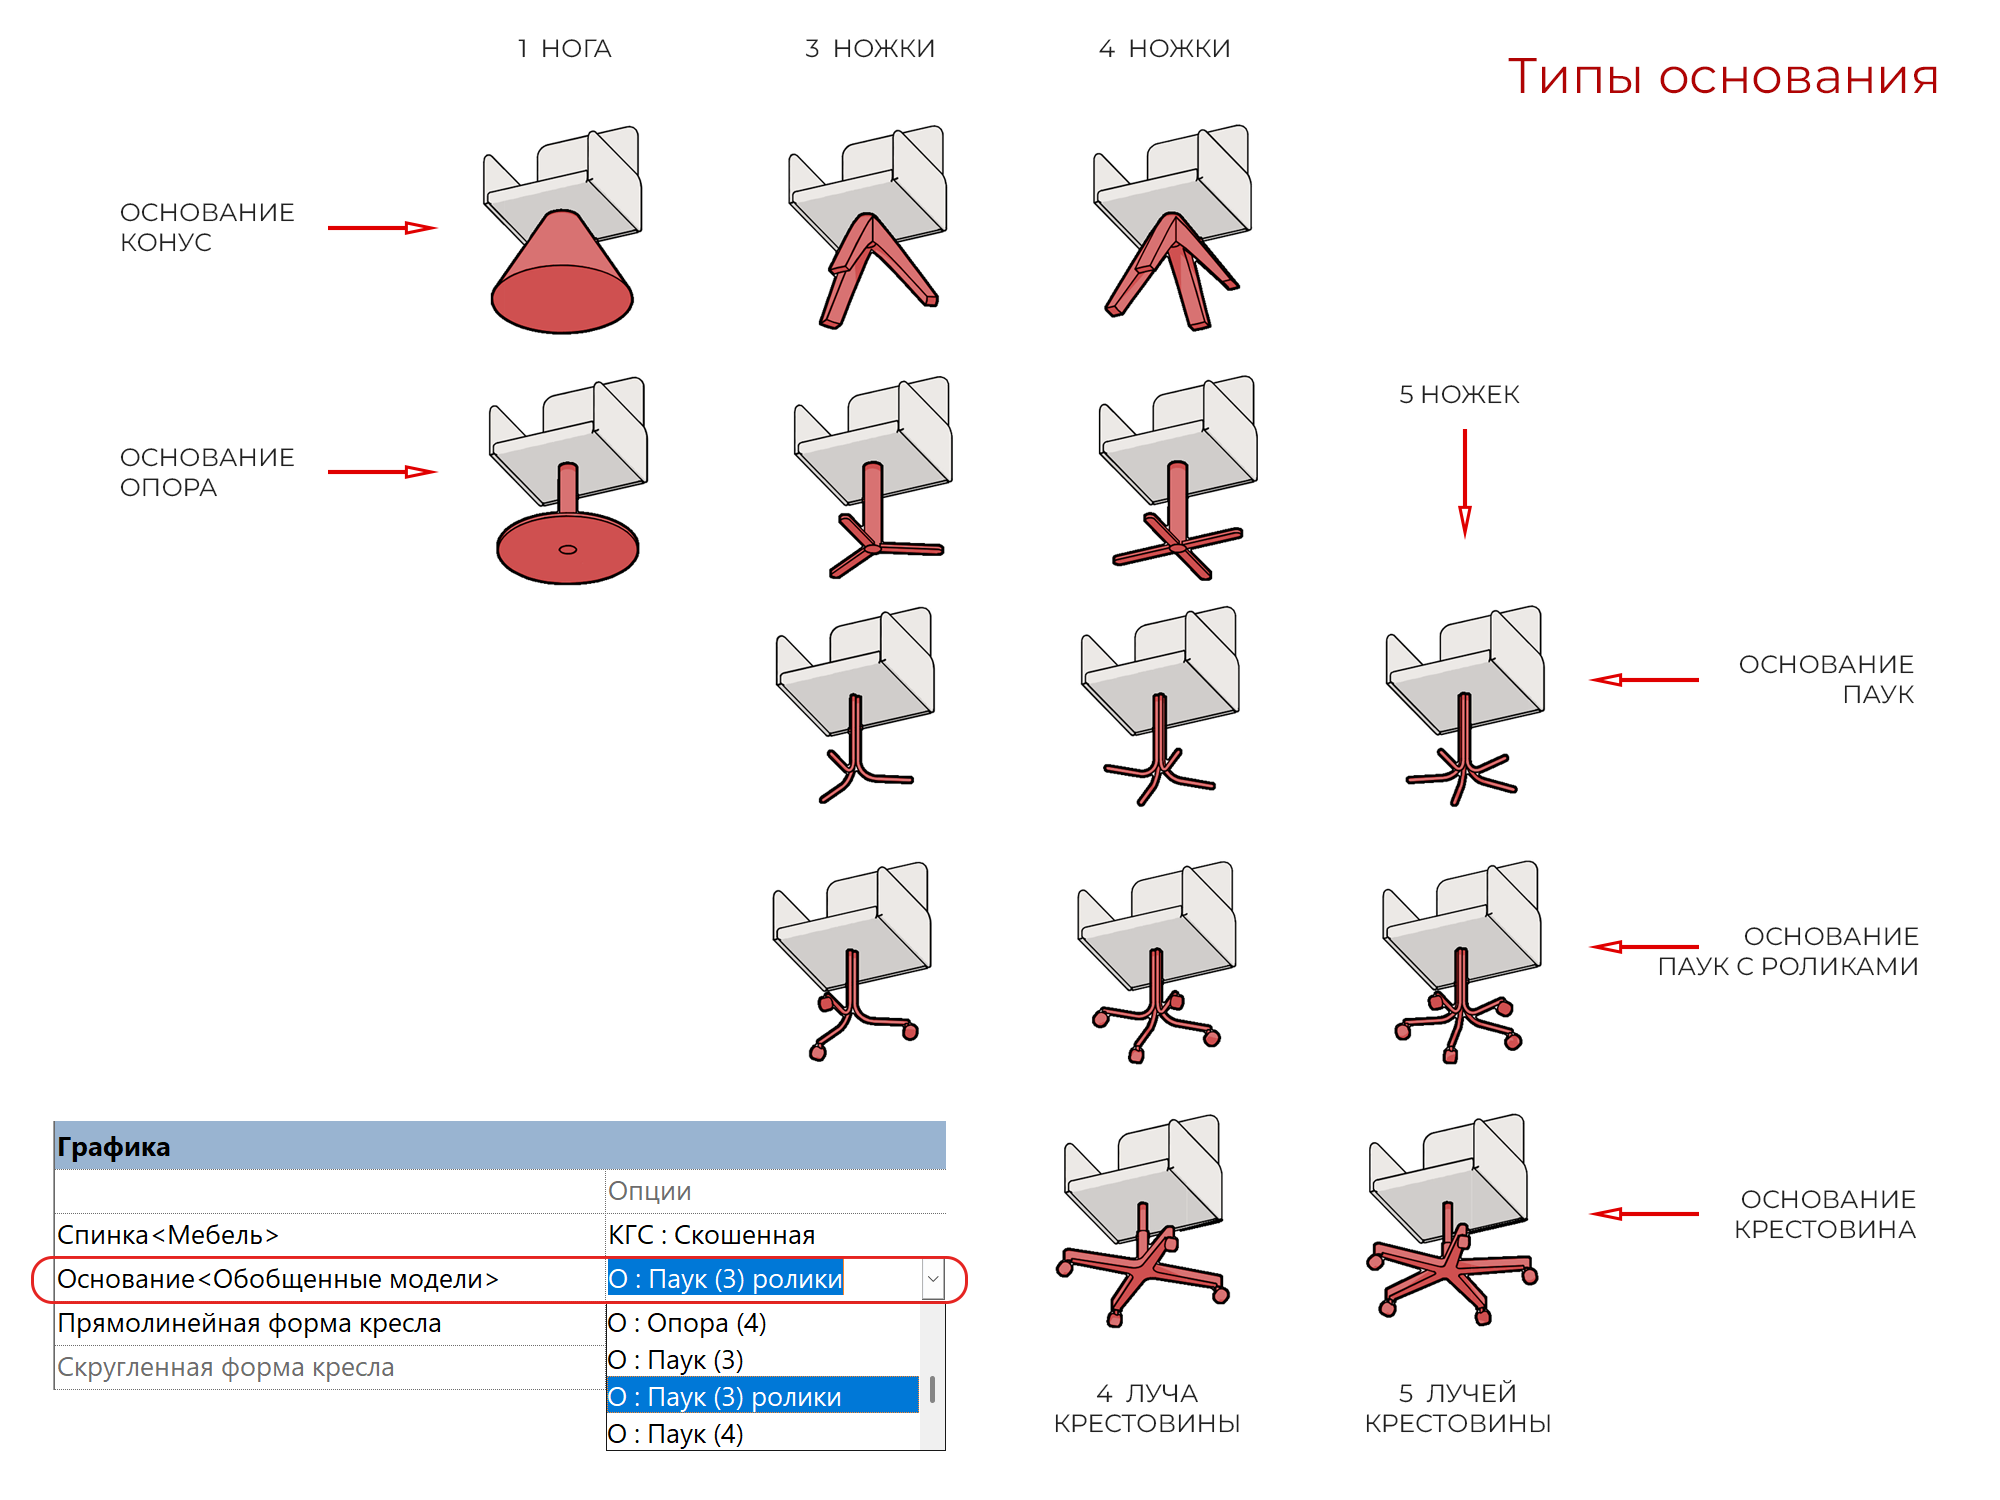 1 НОГА
3 НОЖКИ
4 НОЖКИ
Типы основания
ОСНОВАНИЕ
КОНУС
ОСНОВАНИЕ
ОПОРА
5 НОЖЕК
ОСНОВАНИЕ
ПАУК
ОСНОВАНИЕ
ПАУК С РОЛИКАМИ
ОСНОВАНИЕ
КРЕСТОВИНА
Графика
Опции
Спинка<Мебель>
КГС : Скошенная
Основание<Обобщенные модели>
О : Паук (3) ролики
Прямолинейная форма кресла
О : Опора (4)
О : Паук (3)
Скругленная форма кресла
О : Паук (3) ролики
О : Паук (4)
4 ЛУЧА
КРЕСТОВИНЫ
5 ЛУЧЕЙ
КРЕСТОВИНЫ